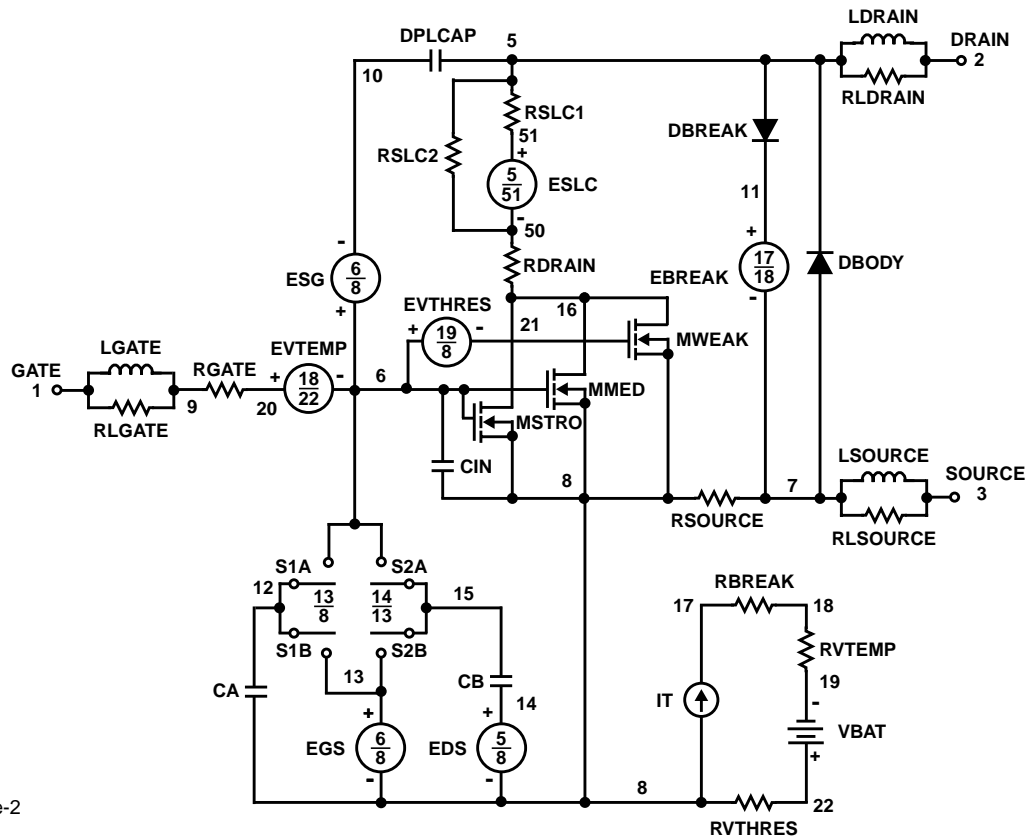 LDRAIN
DPLCAP 5 DRAIN
10 2
RLDRAIN
RSLC1
51 DBREAK
+
RSLC2
5
51
ESLC
11
-
50
-
+
RDRAIN
17
18
EBREAK
DBODY
ESG
6
8
EVTHRES
16
21
-
+
+
19
8
-
MWEAK
LGATE
EVTEMP
GATE
1
RGATE
+
18
22
-
6
MMED
9
20
RLGATE
MSTRO
LSOURCE
CIN
8
7
SOURCE
3
RSOURCE
RLSOURCE
S1A
S2A
12
13
8
14
13
15
RBREAK
17
18
S1B
S2B
RVTEMP
13
CB
19
CA
14
IT
-
+
+
VBAT
EGS
6
8
EDS
5
8
+
-
-
8
22
RVTHRES
e-2